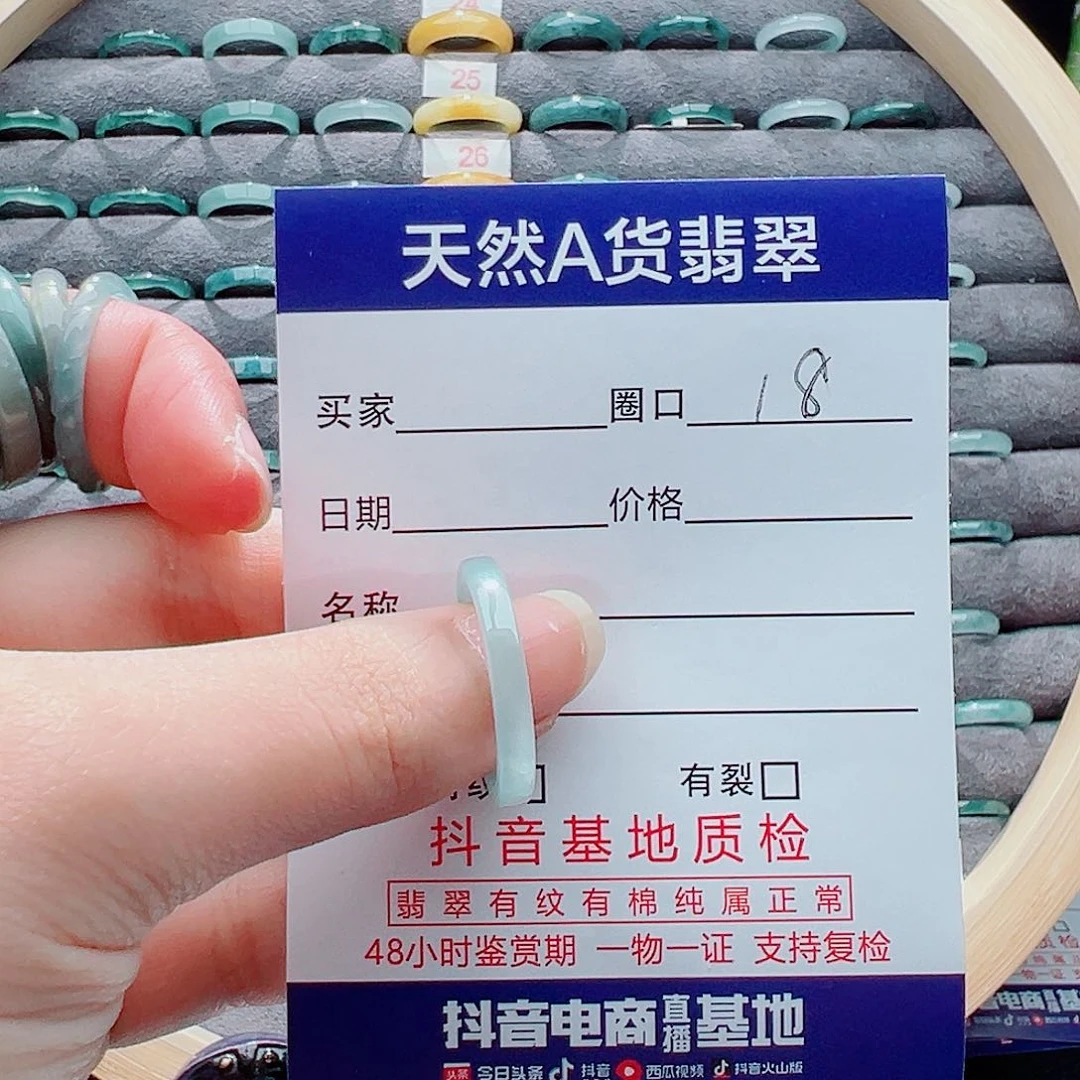 24
25
26
天然A货翡翠
买家 圈口 18
日期 价格
名称
有裂
抖音基地质检
翡翠有纹有棉纯属正常
48小时鉴赏期 一物一证 支持复检
抖音电商直播基地
头条 今日头条 抖音 西瓜视频 抖音火山版